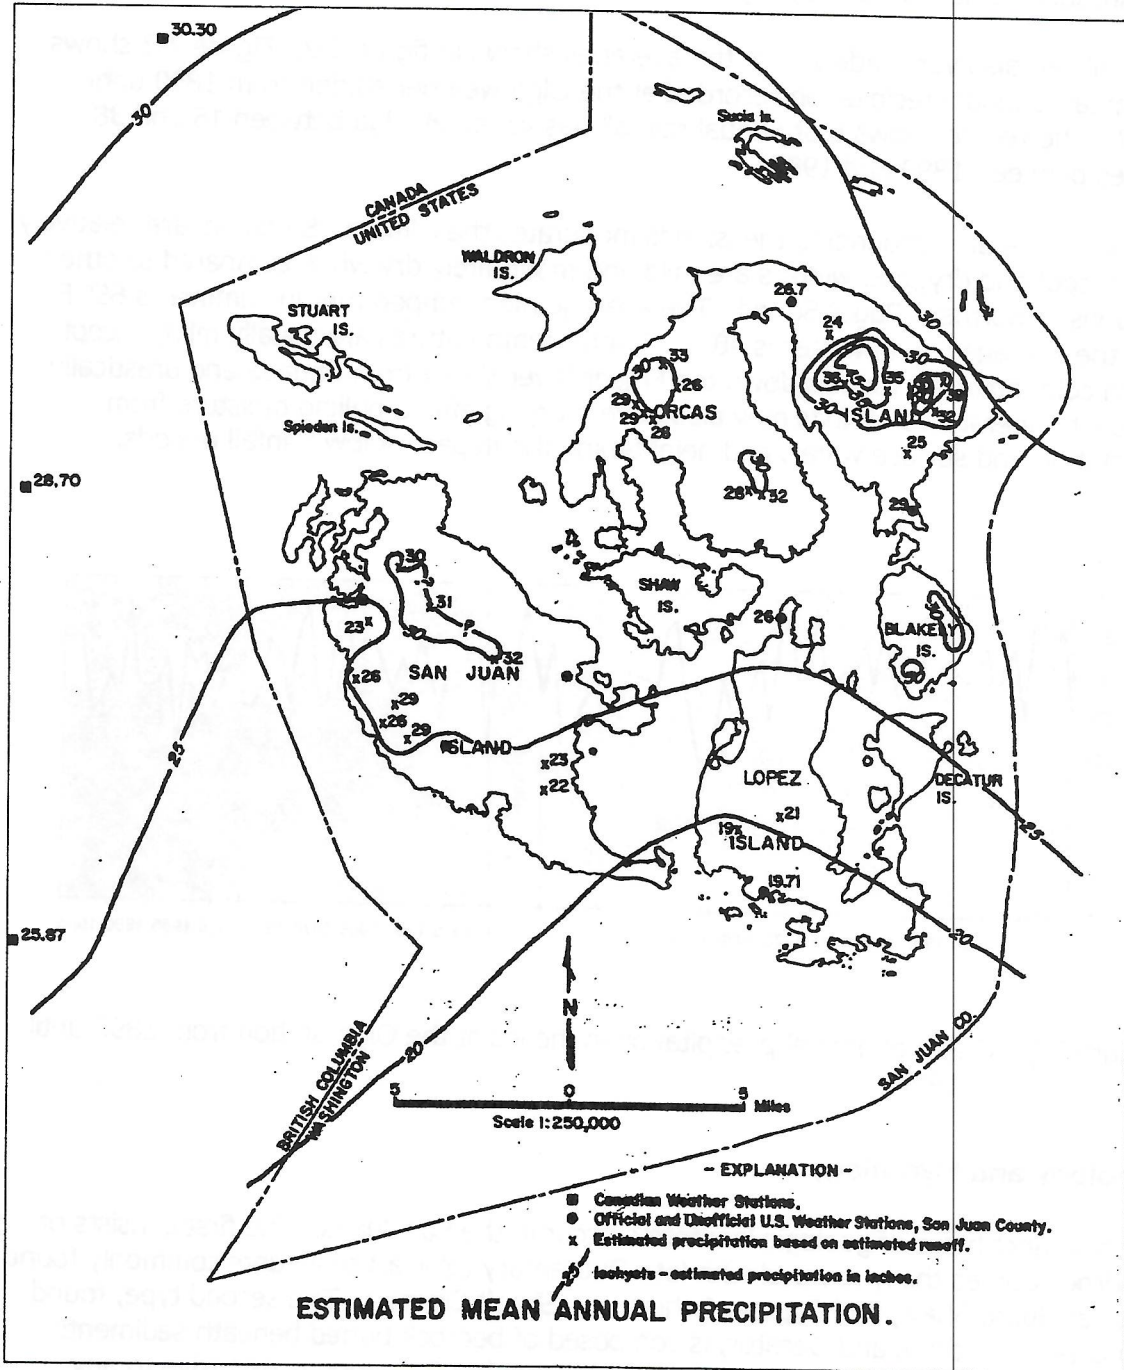 30.30
30
Sucia Is.
CANADA
UNITED STATES
WALDRON
IS.
26.7
STUART
IS.
24
30
30
33
30
26
36
35
39
29
ORCAS
30
ISLAND
32
29
28
Spieden Is.
25
28.70
30
28
32
29
30
SHAW
IS.
31
26
23
30
?
BLAKELY
IS.
32
30
26
SAN JUAN
29
26
29
ISLAND
25
23
LOPEZ
DECATUR
IS.
22
21
19
ISLAND
25
19.71
25.87
20
N
BRITISH COLUMBIA
WASHINGTON
20
SAN JUAN CO.
5
0
5
Miles
Scale 1:250,000
- EXPLANATION -
Canadian Weather Stations.
Official and Unofficial U.S. Weather Stations, San Juan County.
x Estimated precipitation based on estimated runoff.
25 Isohyets - estimated precipitation in inches.
ESTIMATED MEAN ANNUAL PRECIPITATION.